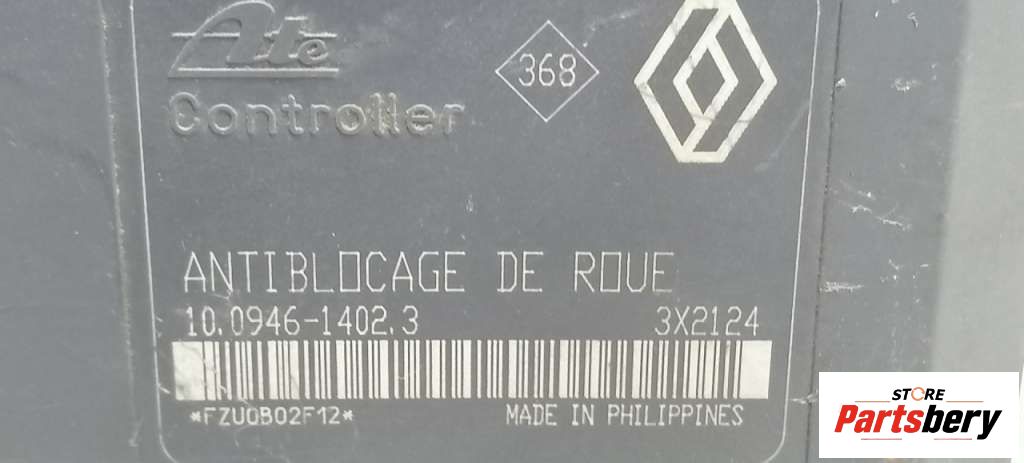 Ate
Controller
368
ANTIBLOCAGE DE ROUE
10.0946-1402.3 3X2124
*FZU0B02F12*
MADE IN PHILIPPINES
STORE
Partsbery